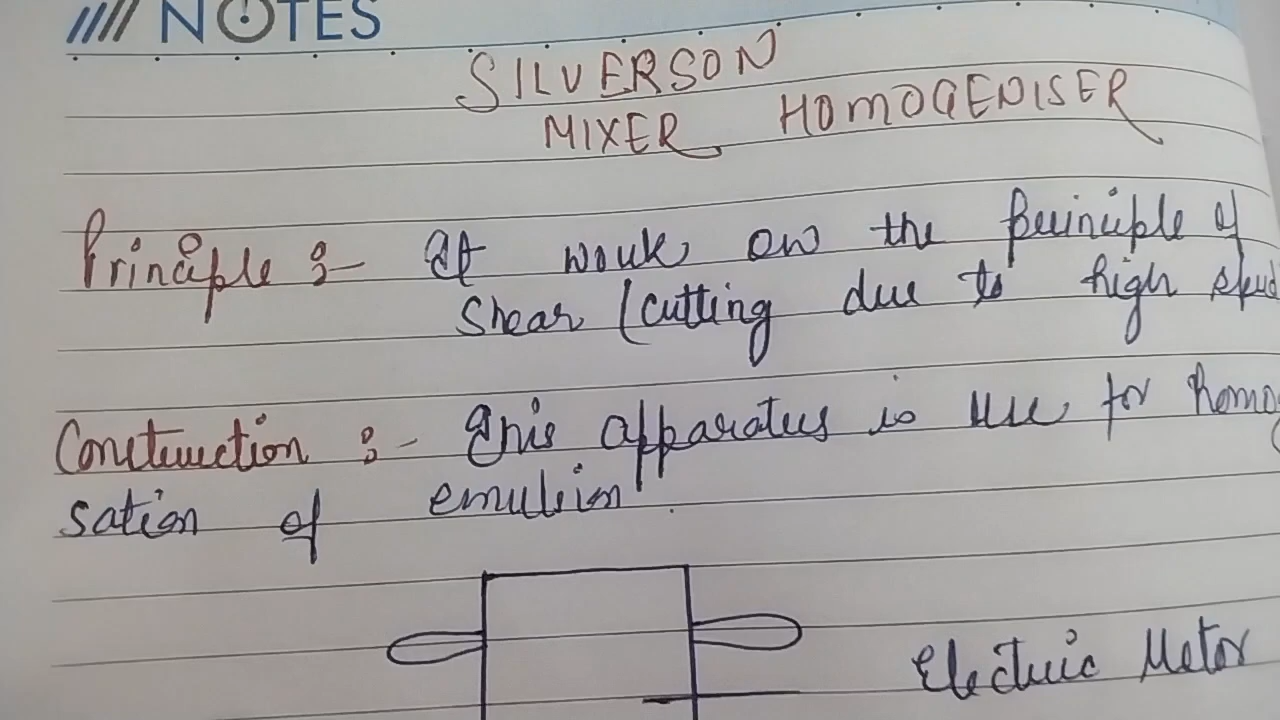 NOTES
SILVERSON
MIXER HOMOGENISER
Principle :- It work on the principle of
Shear (cutting due to high speed
Construction :- This apparatus is use for homog
sation of emulsion.
Electric Motor